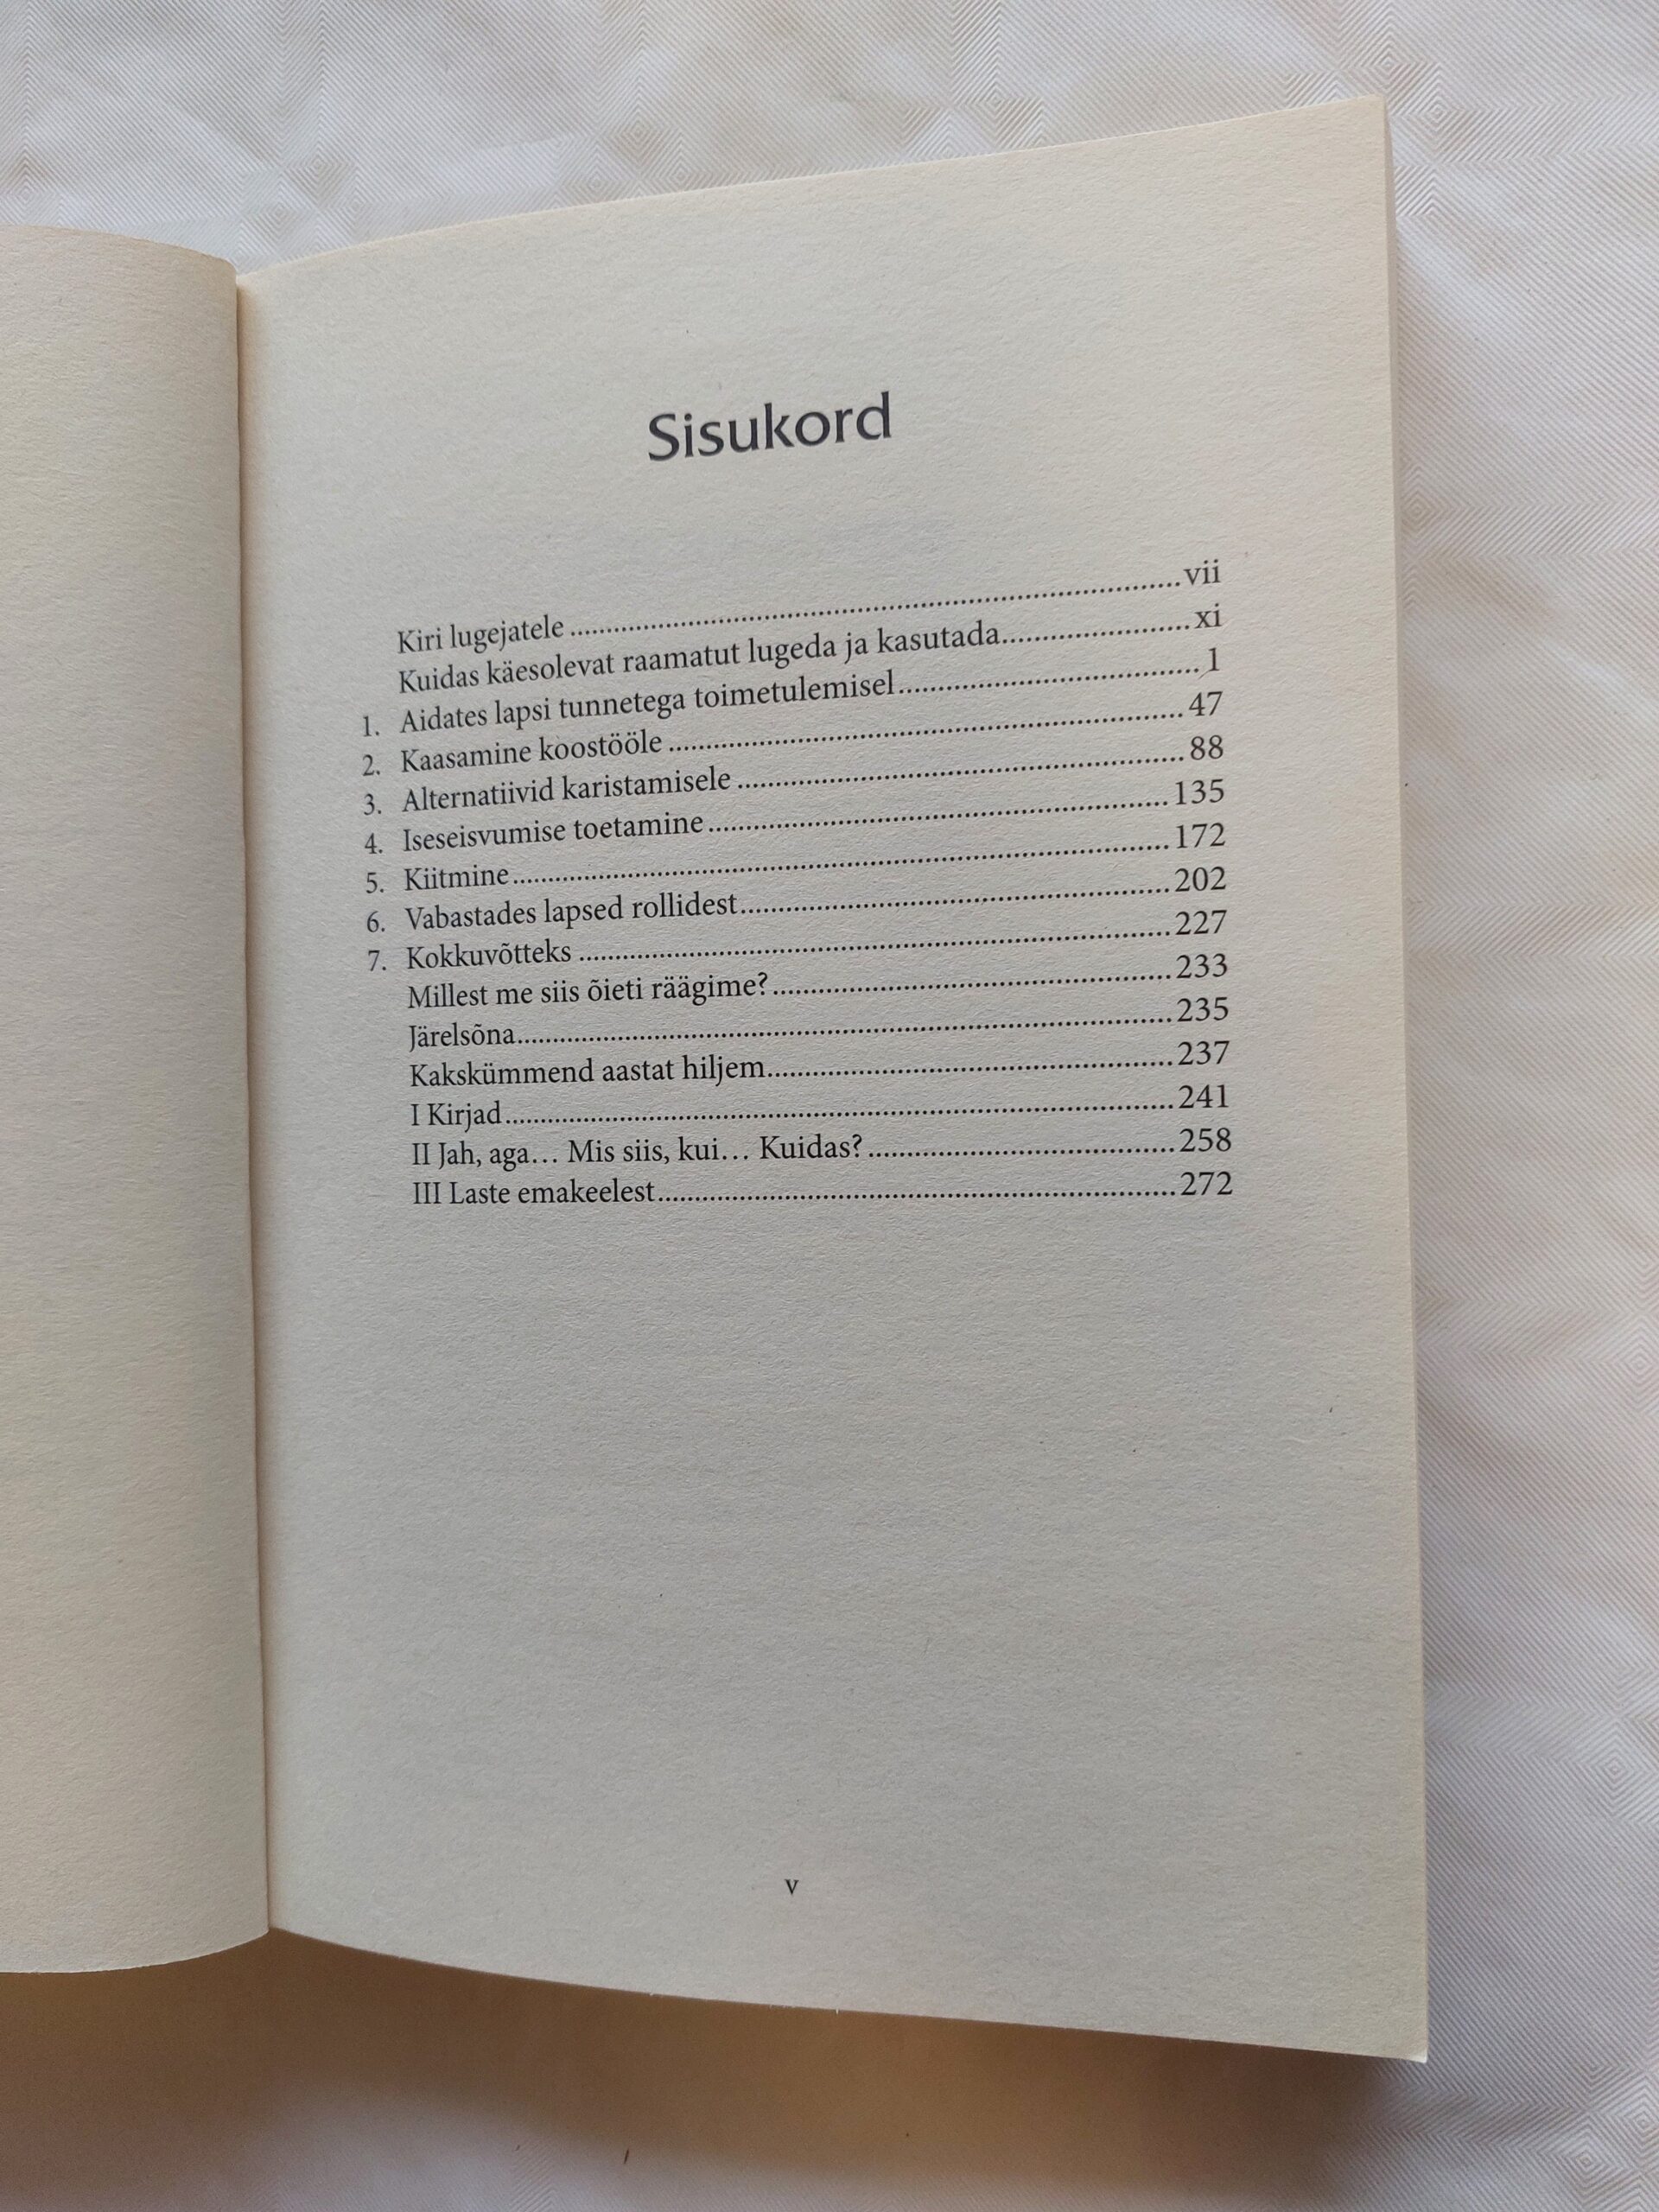 Sisukord
Kiri lugejatele.....vii
Kuidas käesolevat raamatut lugeda ja kasutada.....xi
1. Aidates lapsi tunnetega toimetulemisel.....1
2. Kaasamine koostööle.....47
3. Alternatiivid karistamisele.....88
4. Iseseisvumise toetamine.....135
5. Kiitmine.....172
6. Vabastades lapsed rollidest.....202
7. Kokkuvõtteks.....227
Millest me siis õieti räägime?.....233
Järelsõna.....235
Kakskümmend aastat hiljem.....237
I Kirjad.....241
II Jah, aga… Mis siis, kui… Kuidas?.....258
III Laste emakeelest.....272
v